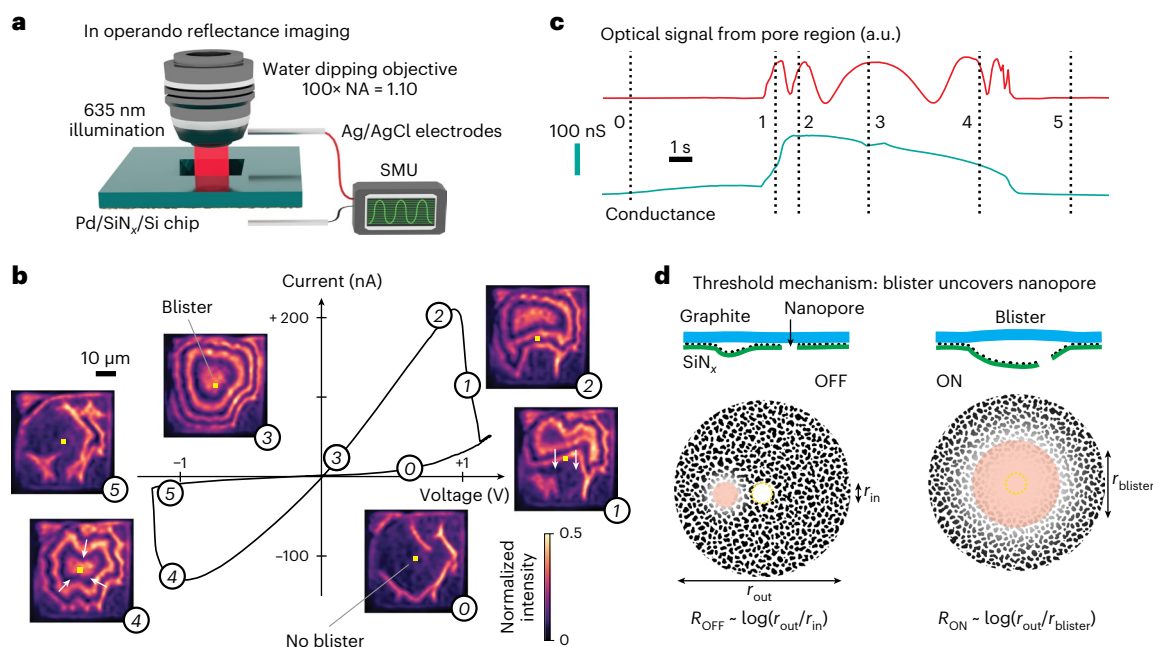 a
In operando reflectance imaging
Water dipping objective
100× NA = 1.10
635 nm
illumination
Ag/AgCl electrodes
SMU
Pd/SiNx/Si chip
c
Optical signal from pore region (a.u.)
0
1
2
3
4
5
100 nS
1 s
Conductance
b
Current (nA)
+ 200
2
Blister
10 µm
1
2
3
3
0
–1
+1
5
5
Voltage (V)
1
4
–100
4
0
No blister
Normalized
intensity
0.5
0
d
Threshold mechanism: blister uncovers nanopore
Graphite
Nanopore
Blister
SiNx
OFF
ON
rin
rblister
rout
ROFF ~ log(rout/rin)
RON ~ log(rout/rblister)